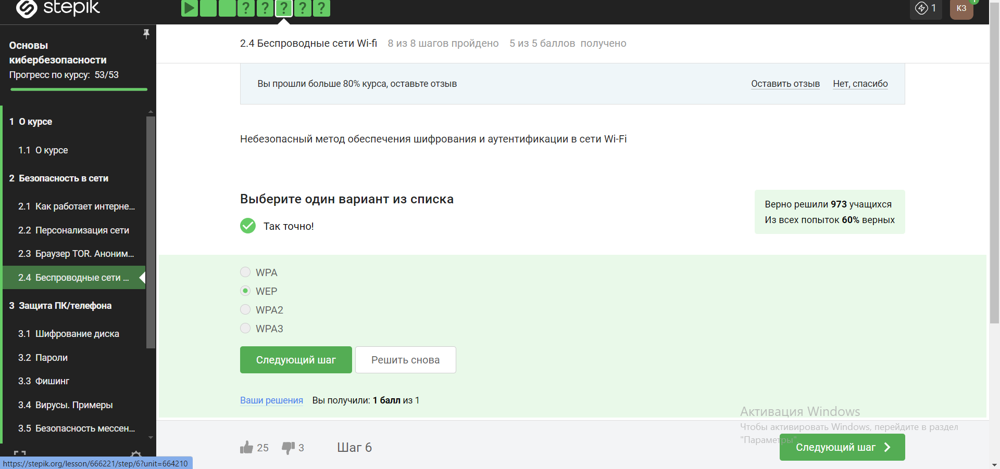 stepik
? ? ? ? ?
1
КЗ
Основы
кибербезопасности
Прогресс по курсу: 53/53
1 О курсе
1.1 О курсе
2 Безопасность в сети
2.1 Как работает интерне...
2.2 Персонализация сети
2.3 Браузер TOR. Аноним...
2.4 Беспроводные сети ...
3 Защита ПК/телефона
3.1 Шифрование диска
3.2 Пароли
3.3 Фишинг
3.4 Вирусы. Примеры
3.5 Безопасность мессен...
https://stepik.org/lesson/666221/step/6?unit=664210
2.4 Беспроводные сети Wi-fi 8 из 8 шагов пройдено 5 из 5 баллов получено
Вы прошли больше 80% курса, оставьте отзыв Оставить отзыв Нет, спасибо
Небезопасный метод обеспечения шифрования и аутентификации в сети Wi-Fi
Выберите один вариант из списка
Так точно!
Верно решили 973 учащихся
Из всех попыток 60% верных
WPA
WEP
WPA2
WPA3
Следующий шаг Решить снова
Ваши решения Вы получили: 1 балл из 1
Активация Windows
Чтобы активировать Windows, перейдите в раздел
"Параметры"
25 3 Шаг 6
Следующий шаг